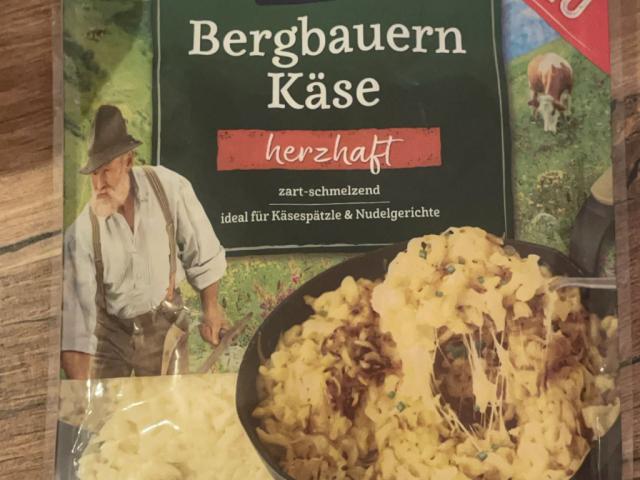 Bergbauern
Käse
herzhaft
zart-schmelzend
ideal für Käsespätzle & Nudelgerichte